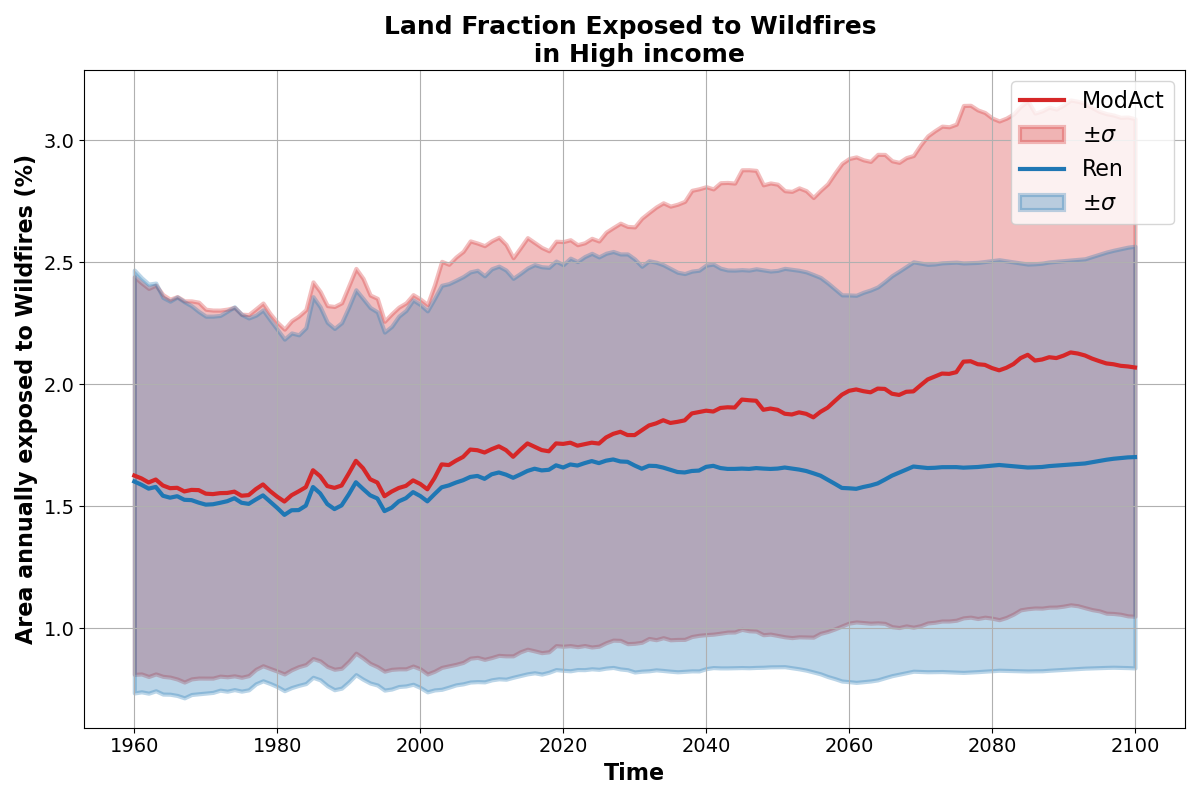 Land Fraction Exposed to Wildfires
in High income
Area annually exposed to Wildfires (%)
3.0
2.5
2.0
1.5
1.0
ModAct
±σ
Ren
±σ
1960 1980 2000 2020 2040 2060 2080 2100
Time